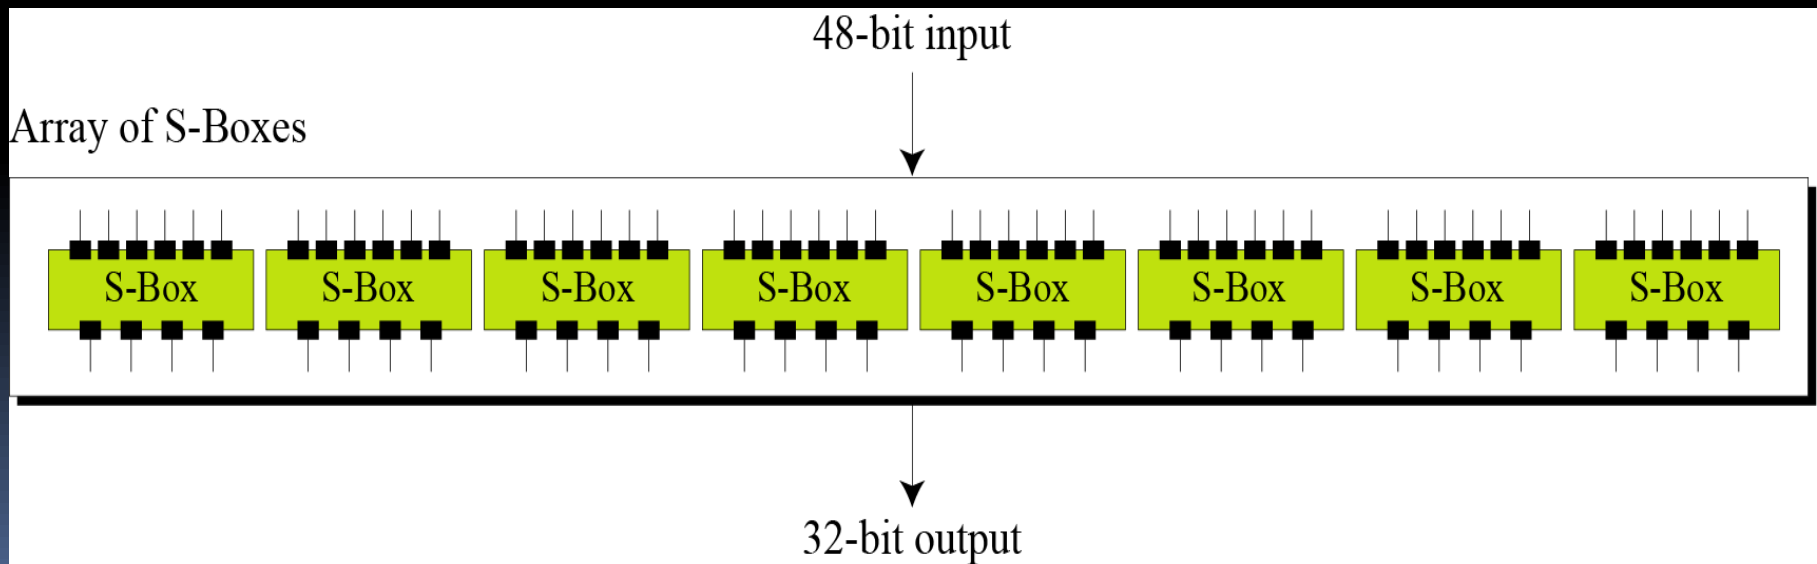 48-bit input
Array of S-Boxes
S-Box S-Box S-Box S-Box S-Box S-Box S-Box S-Box
32-bit output